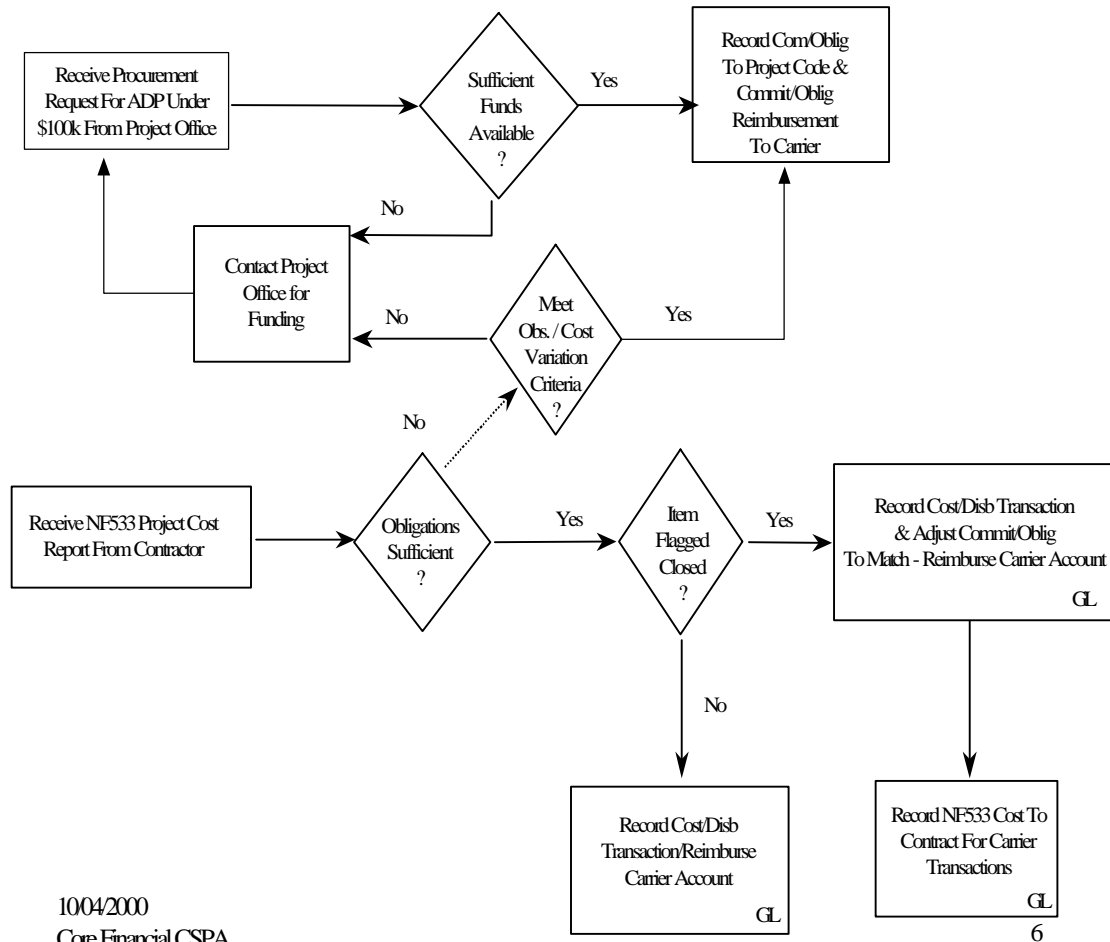 Receive Procurement
Request For ADP Under
$100k From Project Office
Sufficient
Funds
Available
?
Yes
Record Com/Oblig
To Project Code &
Commit/Oblig
Reimbursement
To Carrier
No
Contact Project
Office for
Funding
No
Meet
Obs. / Cost
Variation
Criteria
?
Yes
No
Receive NF533 Project Cost
Report From Contractor
Obligations
Sufficient
?
Yes
Item
Flagged
Closed
?
Yes
Record Cost/Disb Transaction
& Adjust Commit/Oblig
To Match - Reimburse Carrier Account
GL
No
Record Cost/Disb
Transaction/Reimburse
Carrier Account
GL
Record NF533 Cost To
Contract For Carrier
Transactions
GL
10/04/2000
Core Financial CSPA
6